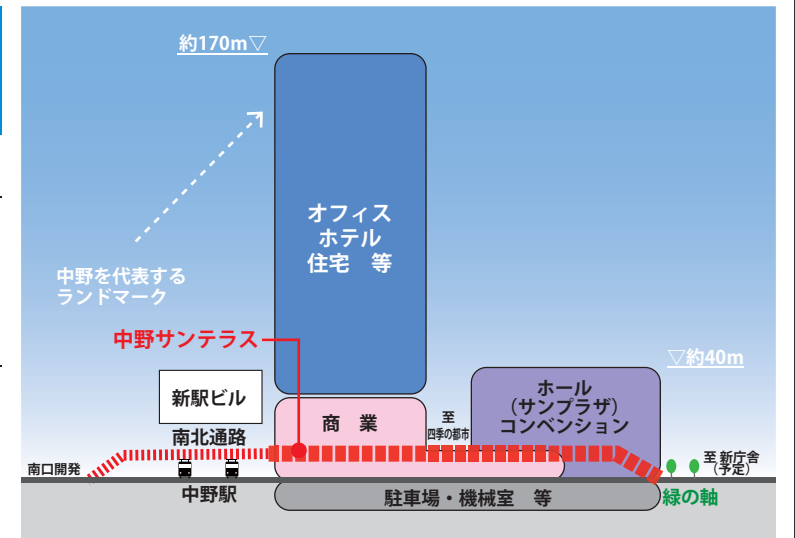 約170m▽
オフィス
ホテル
住宅　等
中野を代表する
ランドマーク
中野サンテラス
▽約40m
新駅ビル
商　業
至
四季の都市
ホール
（サンプラザ）
コンベンション
南北通路
南口開発
中野駅
駐車場・機械室　等
至 新庁舎
（予定）
緑の軸